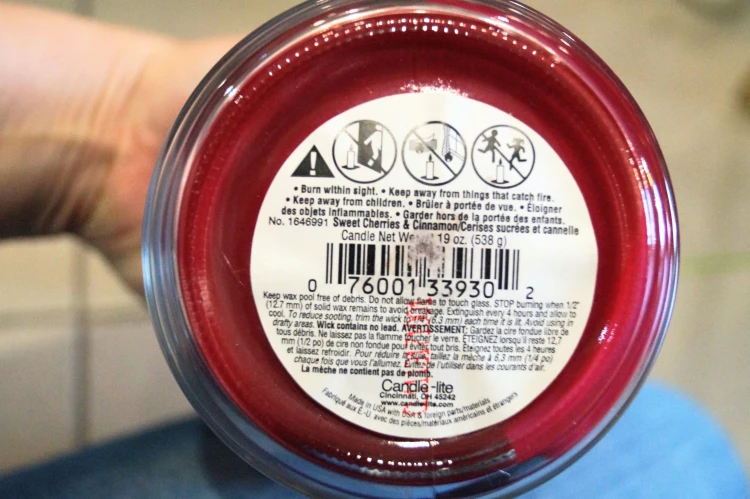 • Burn within sight. • Keep away from things that catch fire.
• Keep away from children. • Brûler à portée de vue. • Éloigner
des objets inflammables. • Garder hors de la portée des enfants.
No. 1646991 Sweet Cherries & Cinnamon/Cerises sucrées et cannelle
Candle Net 19 oz. (538 g)
0 76001 33930 2
Keep wax pool free of debris. Do not allow flame to touch glass. STOP burning when 1/2"
(12.7 mm) of solid wax remains to avoid breakage. Extinguish every 4 hours and allow to
cool. To reduce sooting, trim the wick to (6.3 mm) each time it is lit. Avoid using in
drafty areas. Wick contains no lead. AVERTISSEMENT: Gardez la cire fondue libre de
tous débris. Ne laissez pas la flamme toucher le verre. ÉTEIGNEZ lorsqu'il reste 12,7
mm (1/2 po) de cire non fondue pour éviter tout bris. Éteignez toutes les 4 heures
et laissez refroidir. Pour réduire la suie, taillez la mèche à 6,3 mm (1/4 po)
chaque fois que vous l'allumez. Évitez de l'utiliser dans les courants d'air.
La mèche ne contient pas de plomb.
Candle-lite
Cincinnati, OH 45242
www.candle-lite.com
Made in USA with USA & foreign parts/materials
Fabriqué aux É.-U. avec des pièces/matériaux américains et étrangers